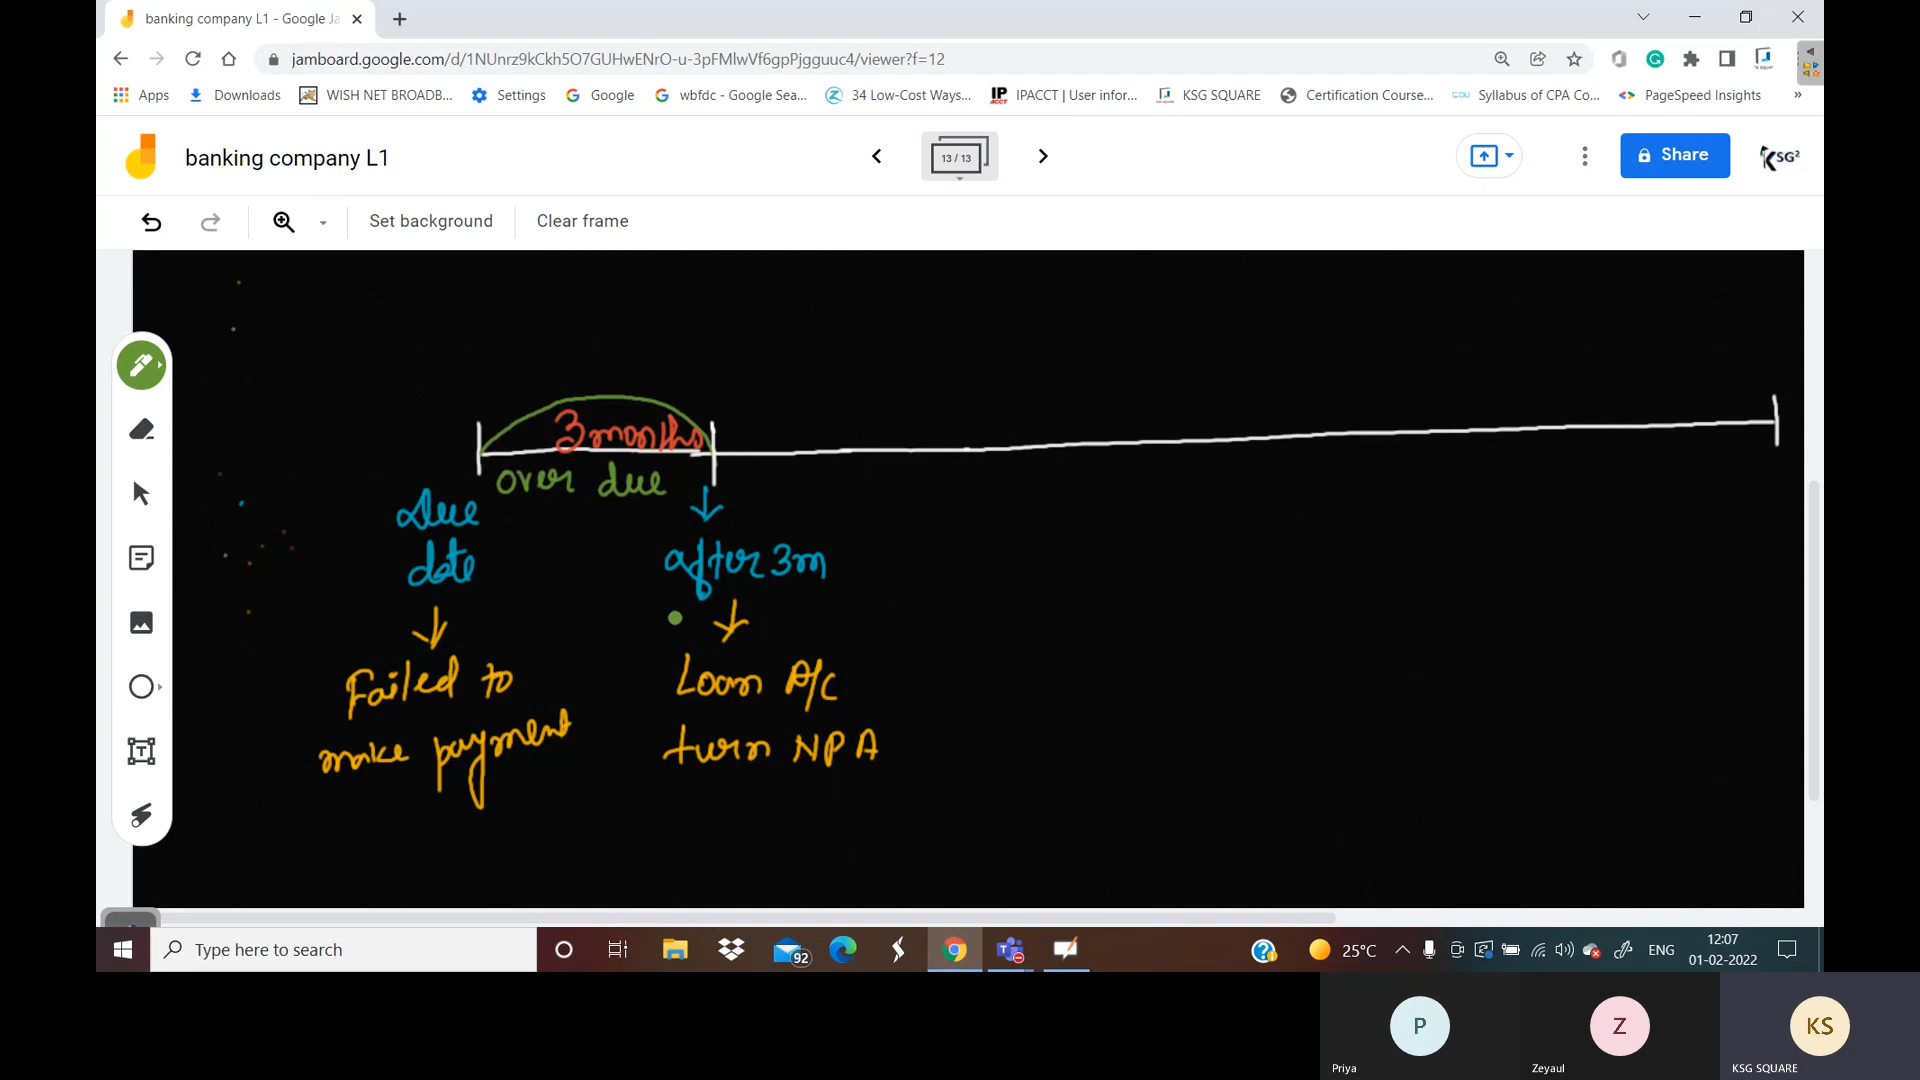 banking company L1 - Google Ja
jamboard.google.com/d/1NUnrz9kCkh5O7GUHwENrO-u-3pFMlwVf6gpPjgguuc4/viewer?f=12
Apps Downloads WISH NET BROADB... Settings Google wbfdc - Google Sea... 34 Low-Cost Ways... IPACCT | User infor... KSG SQUARE Certification Course... Syllabus of CPA Co... PageSpeed Insights »
banking company L1
13 / 13
Share
KSG²
Set background Clear frame
3 months
over due
Due
date
after 3m
Failed to
make payment
Loan A/C
turn NPA
Type here to search
92
25°C
ENG
12:07
01-02-2022
P
Z
KS
Priya
Zeyaul
KSG SQUARE